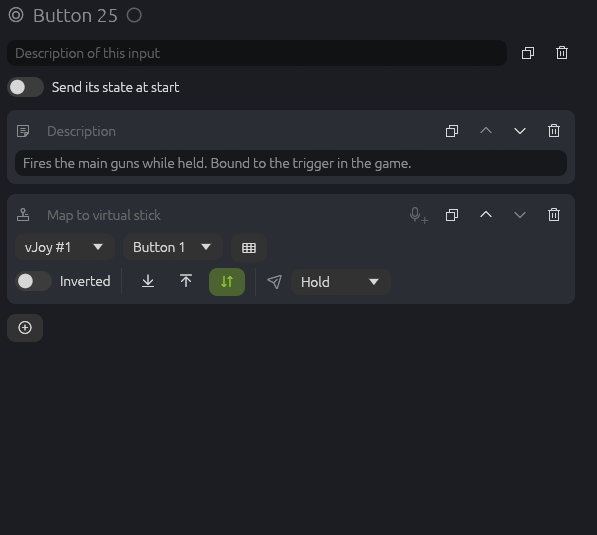 Button 25
Description of this input
Send its state at start
Description
Fires the main guns while held. Bound to the trigger in the game.
Map to virtual stick
vJoy #1 Button 1
Inverted Hold